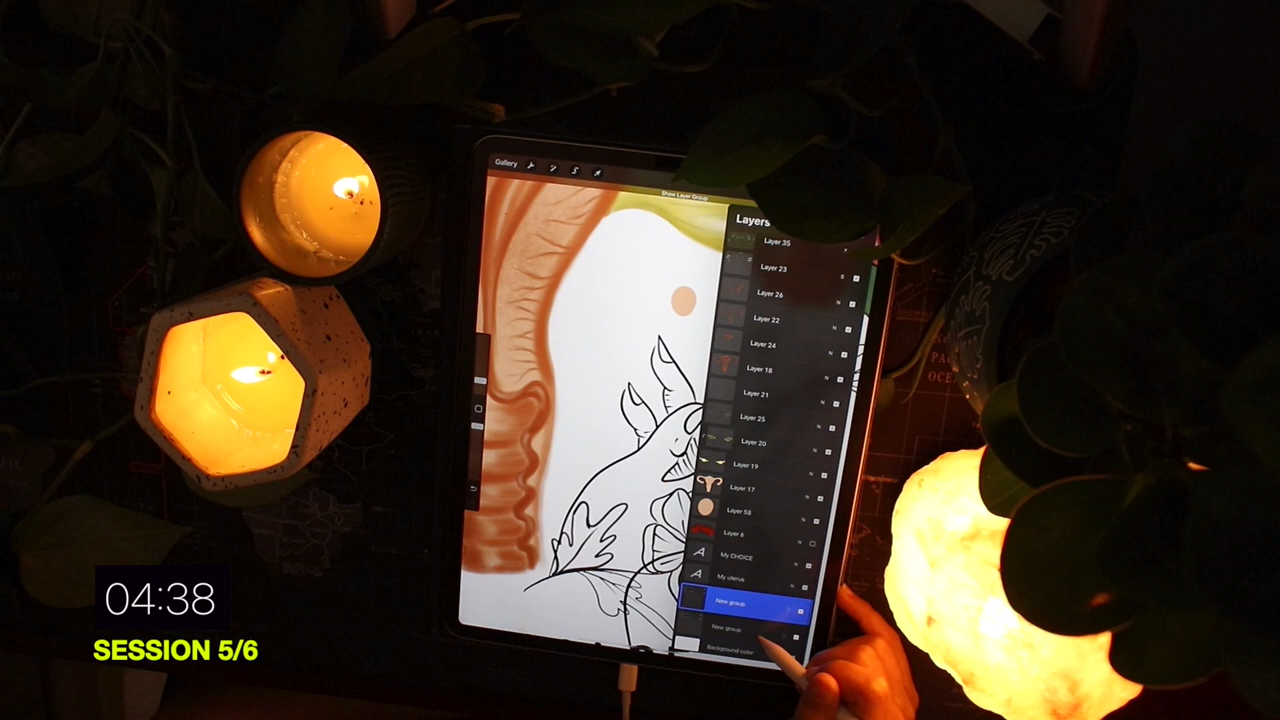 Gallery
Show Layer Group
Layers
Layer 35
Layer 23
S
Layer 26
N
Layer 22
N
Layer 24
N
Layer 18
N
Layer 21
N
Layer 25
N
Layer 20
N
Layer 19
N
Layer 17
N
Layer 58
N
Layer 6
N
A My CHOICE
N
A My uterus
N
New group
New group
Background color
PAC
OCE
04:38
SESSION 5/6